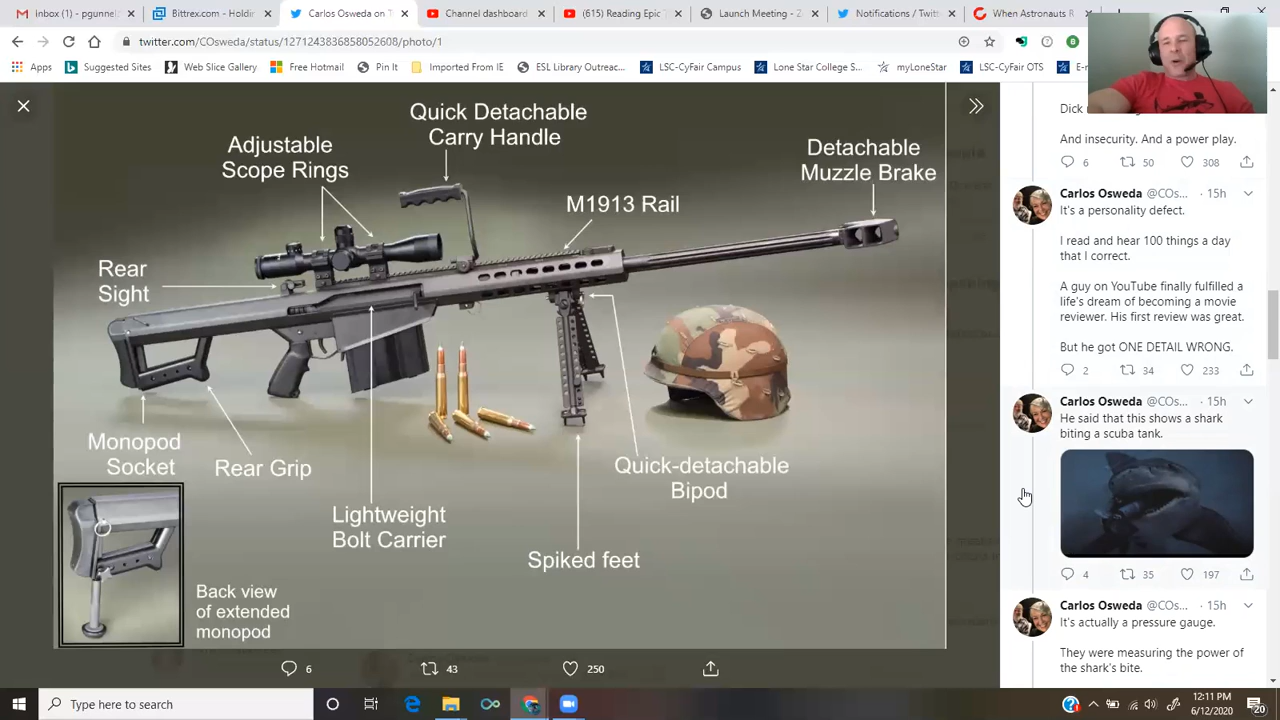 Inbox (1) - pgunnels
Bittrex.com - Holdin
Carlos Osweda on T
Channel dashboard
(615) Reading Epic
Launch Meeting - Z
Notifications / Tw
When Astronauts R
twitter.com/COsweda/status/1271243836858052608/photo/1
Apps
Suggested Sites
Web Slice Gallery
Free Hotmail
Pin It
Imported From IE
ESL Library Outreac...
LSC-CyFair Campus
Lone Star College S...
myLoneStar
LSC-CyFair OTS
Quick Detachable
Carry Handle
Adjustable
Scope Rings
Detachable
Muzzle Brake
M1913 Rail
Rear
Sight
Monopod
Socket
Rear Grip
Quick-detachable
Bipod
Lightweight
Bolt Carrier
Spiked feet
Back view
of extended
monopod
6
43
250
Dick
And insecurity. And a power play.
6
50
308
Carlos Osweda @COs... · 15h
It's a personality defect.
I read and hear 100 things a day
that I correct.
A guy on YouTube finally fulfilled a
life's dream of becoming a movie
reviewer. His first review was great.
But he got ONE DETAIL WRONG.
2
34
233
Carlos Osweda @COs... · 15h
He said that this shows a shark
biting a scuba tank.
4
35
197
Carlos Osweda @COs... · 15h
It's actually a pressure gauge.
They were measuring the power of
the shark's bite.
Type here to search
12:11 PM
6/12/2020
20